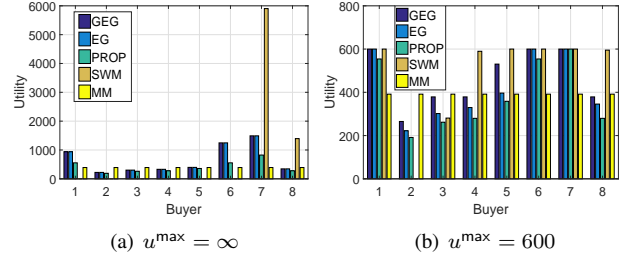 6000
5000
4000
3000
2000
1000
0
Utility
GEG
EG
PROP
SWM
MM
1 2 3 4 5 6 7 8
Buyer
(a) u^max = ∞
800
600
400
200
0
Utility
GEG
EG
PROP
SWM
MM
1 2 3 4 5 6 7 8
Buyer
(b) u^max = 600